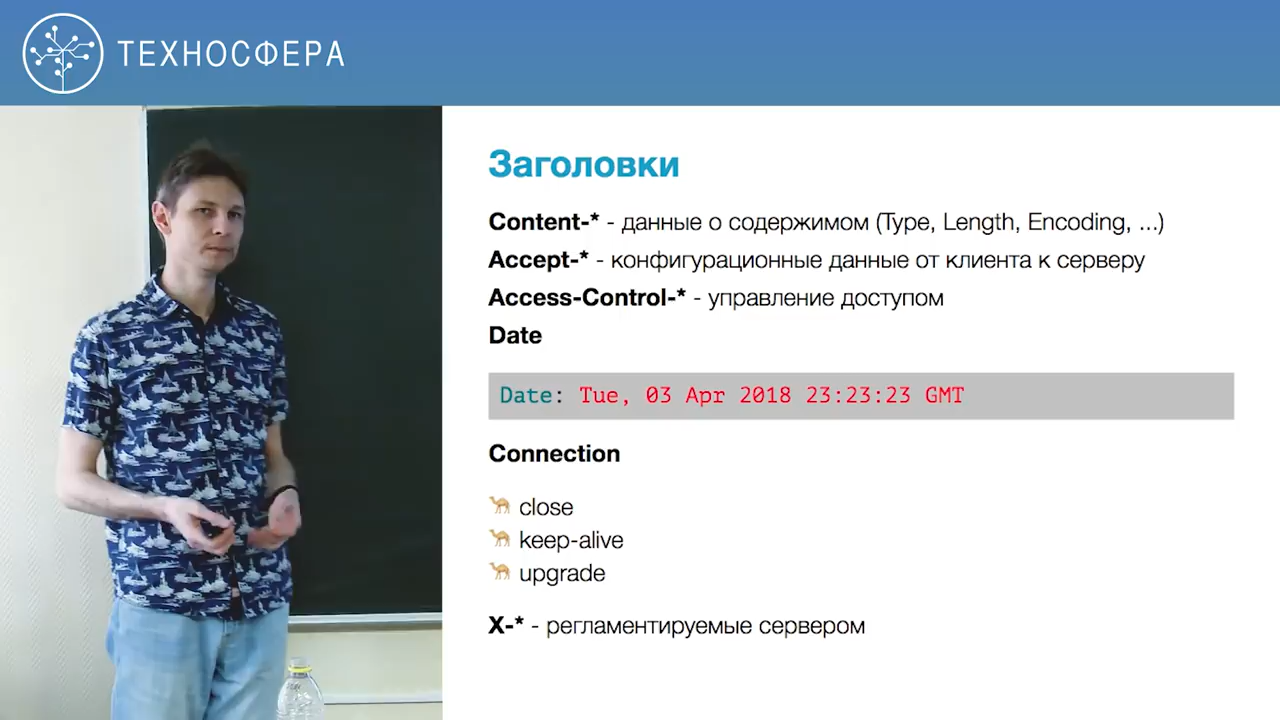 ТЕХНОСФЕРА
Заголовки
Content-* - данные о содержимом (Type, Length, Encoding, ...)
Accept-* - конфигурационные данные от клиента к серверу
Access-Control-* - управление доступом
Date
Date: Tue, 03 Apr 2018 23:23:23 GMT
Connection
close
keep-alive
upgrade
X-* - регламентируемые сервером